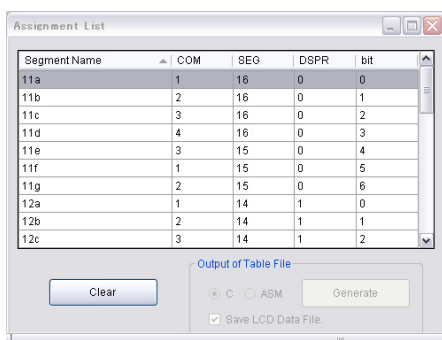 Assignment List
Segment Name COM SEG DSPR bit
11a 1 16 0 0
11b 2 16 0 1
11c 3 16 0 2
11d 4 16 0 3
11e 3 15 0 4
11f 1 15 0 5
11g 2 15 0 6
12a 1 14 1 0
12b 2 14 1 1
12c 3 14 1 2
Output of Table File
Clear C ASM Generate
Save LCD Data File.